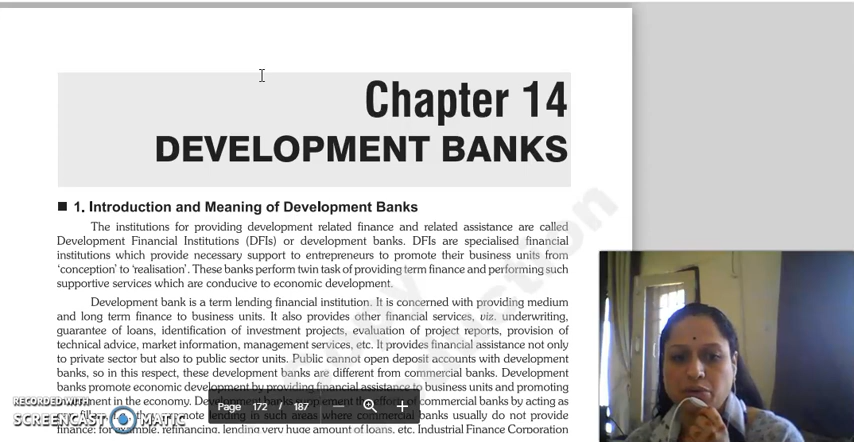 Chapter 14
DEVELOPMENT BANKS
1. Introduction and Meaning of Development Banks
The institutions for providing development related finance and related assistance are called
Development Financial Institutions (DFIs) or development banks. DFIs are specialised financial
institutions which provide necessary support to entrepreneurs to promote their business units from
‘conception’ to ‘realisation’. These banks perform twin task of providing term finance and performing such
supportive services which are conducive to economic development.
Development bank is a term lending financial institution. It is concerned with providing medium
and long term finance to business units. It also provides other financial services, viz. underwriting,
guarantee of loans, identification of investment projects, evaluation of project reports, provision of
technical advice, market information, management services, etc. It provides financial assistance not only
to private sector but also to public sector units. Public cannot open deposit accounts with development
banks, so in this respect, these development banks are different from commercial banks. Development
banks promote economic development by providing financial assistance to business units and promoting
in the economy. commercial banks by acting as
lending in such areas where commercial banks usually do not provide
finance; for example, refinancing, lending very huge amount of loans, etc. Industrial Finance Corporation
Page 172 / 187
RECORDED WITH
SCREENCAST MATIC